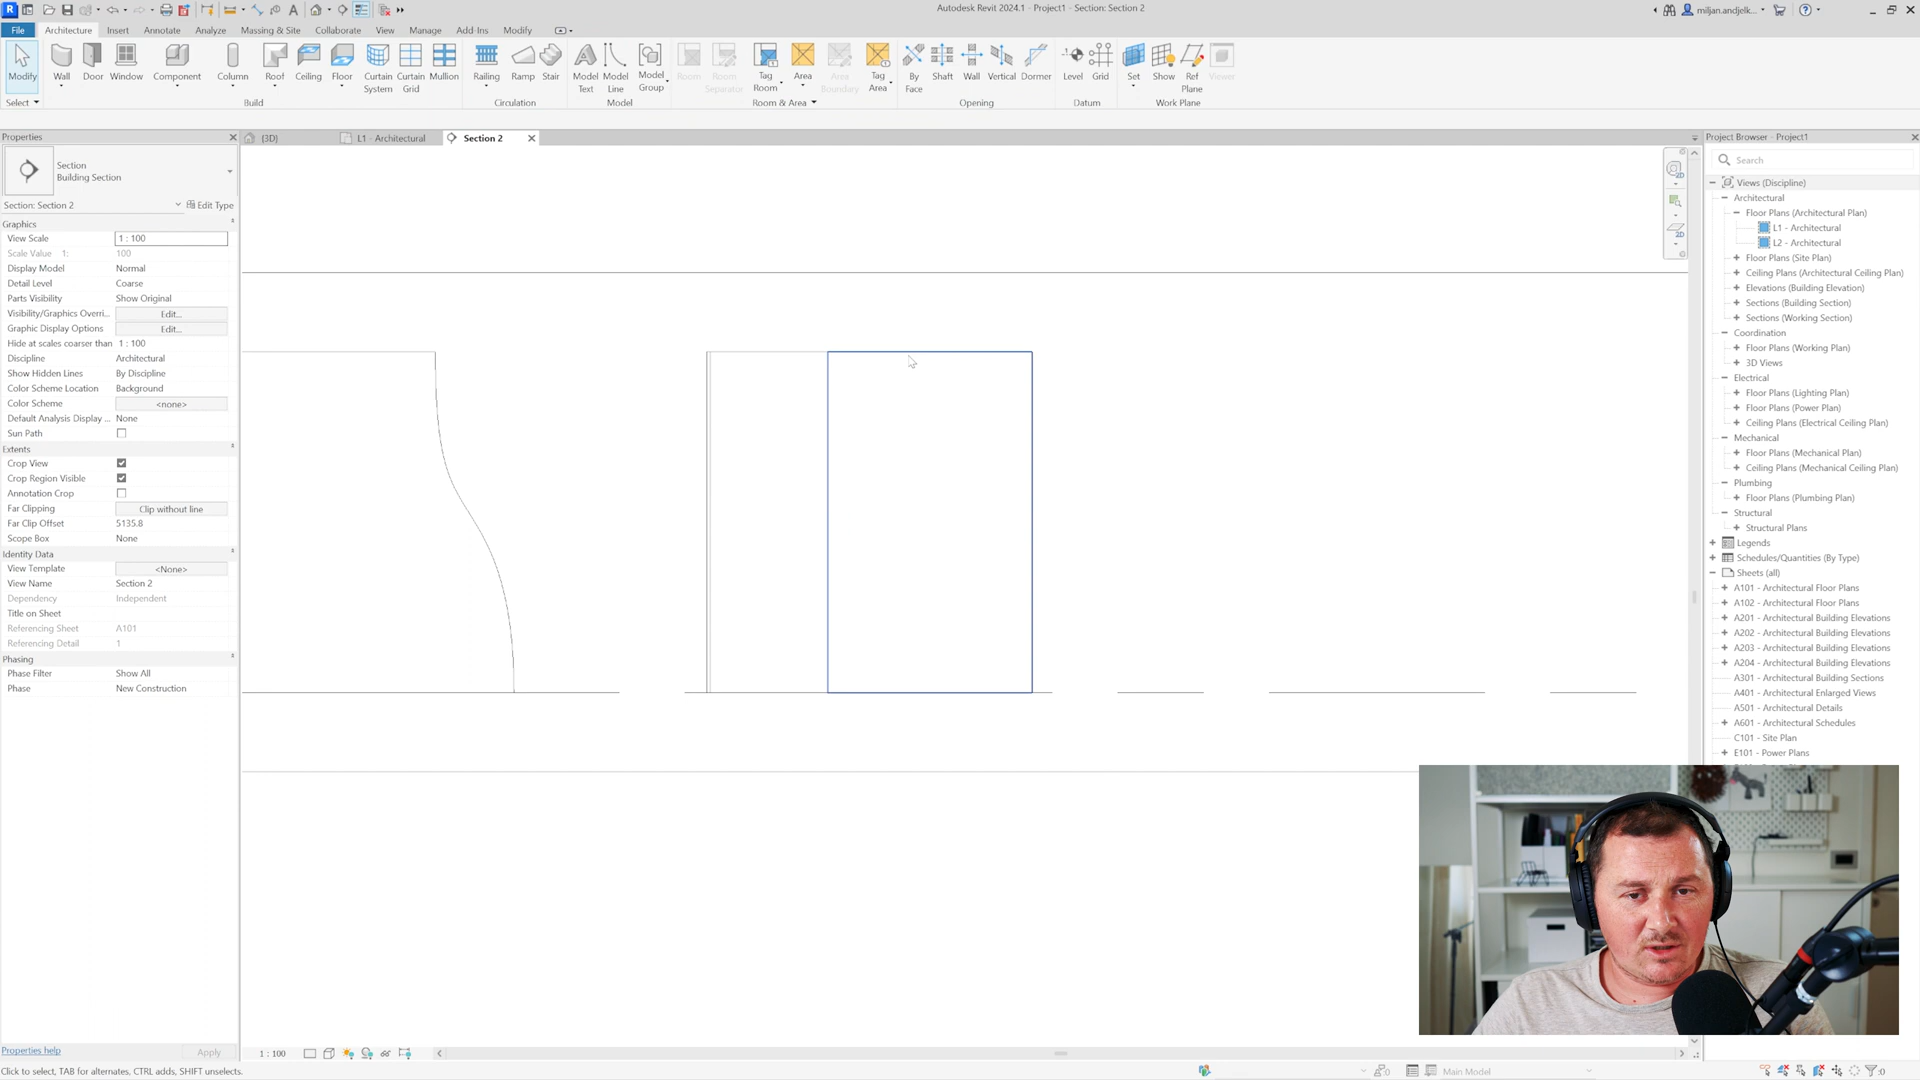 Autodesk Revit 2024.1 - Project1 - Section: Section 2
miljan.andjelk...
File
Architecture
Insert
Annotate
Analyze
Massing & Site
Collaborate
View
Manage
Add-Ins
Modify
Modify
Wall
Door
Window
Component
Column
Roof
Ceiling
Floor
Curtain System
Curtain Grid
Mullion
Railing
Ramp
Stair
Model Text
Model Line
Model Group
Room
Room Separator
Tag Room
Area
Area Boundary
Tag Area
By Face
Shaft
Wall
Vertical
Dormer
Level
Grid
Set
Show
Ref Plane
Viewer
Select
Build
Circulation
Model
Room & Area
Opening
Datum
Work Plane
Properties
{3D}
L1 - Architectural
Section 2
Project Browser - Project1
Section
Building Section
Section: Section 2
Edit Type
Graphics
View Scale 1 : 100
Scale Value 1: 100
Display Model Normal
Detail Level Coarse
Parts Visibility Show Original
Visibility/Graphics Overri... Edit...
Graphic Display Options Edit...
Hide at scales coarser than 1 : 100
Discipline Architectural
Show Hidden Lines By Discipline
Color Scheme Location Background
Color Scheme <none>
Default Analysis Display ... None
Sun Path
Extents
Crop View
Crop Region Visible
Annotation Crop
Far Clipping Clip without line
Far Clip Offset 5135.8
Scope Box None
Identity Data
View Template <None>
View Name Section 2
Dependency Independent
Title on Sheet
Referencing Sheet A101
Referencing Detail 1
Phasing
Phase Filter Show All
Phase New Construction
Properties help
Apply
2D
2D
Search
Views (Discipline)
Architectural
Floor Plans (Architectural Plan)
L1 - Architectural
L2 - Architectural
Floor Plans (Site Plan)
Ceiling Plans (Architectural Ceiling Plan)
Elevations (Building Elevation)
Sections (Building Section)
Sections (Working Section)
Coordination
Floor Plans (Working Plan)
3D Views
Electrical
Floor Plans (Lighting Plan)
Floor Plans (Power Plan)
Ceiling Plans (Electrical Ceiling Plan)
Mechanical
Floor Plans (Mechanical Plan)
Ceiling Plans (Mechanical Ceiling Plan)
Plumbing
Floor Plans (Plumbing Plan)
Structural
Structural Plans
Legends
Schedules/Quantities (By Type)
Sheets (all)
A101 - Architectural Floor Plans
A102 - Architectural Floor Plans
A201 - Architectural Building Elevations
A202 - Architectural Building Elevations
A203 - Architectural Building Elevations
A204 - Architectural Building Elevations
A301 - Architectural Building Sections
A401 - Architectural Enlarged Views
A501 - Architectural Details
A601 - Architectural Schedules
C101 - Site Plan
E101 - Power Plans
1 : 100
Click to select, TAB for alternates, CTRL adds, SHIFT unselects.
:0
Main Model
:0